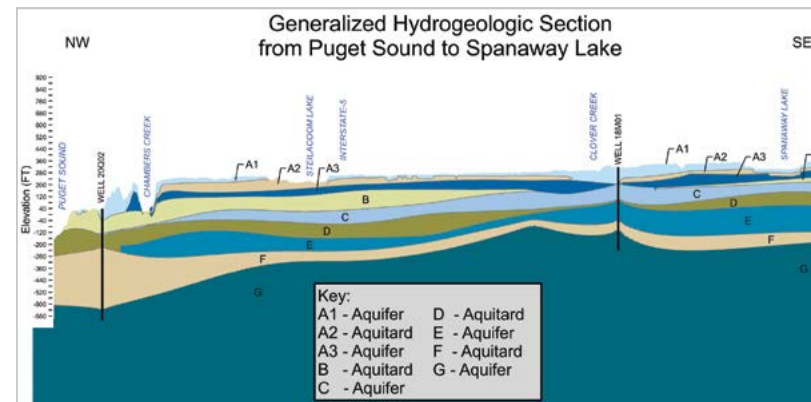 Generalized Hydrogeologic Section
from Puget Sound to Spanaway Lake
NW
SE
Elevation (FT)
PUGET SOUND
WELL 20Q02
CHAMBERS CREEK
STEILACOOM LAKE
INTERSTATE-5
CLOVER CREEK
WELL 18M01
SPANAWAY LAKE
A1
A2
A3
B
C
D
E
F
G
A1
A2
A3
C
D
E
F
G
Key:
A1 - Aquifer
A2 - Aquitard
A3 - Aquifer
B - Aquitard
C - Aquifer
D - Aquitard
E - Aquifer
F - Aquitard
G - Aquifer